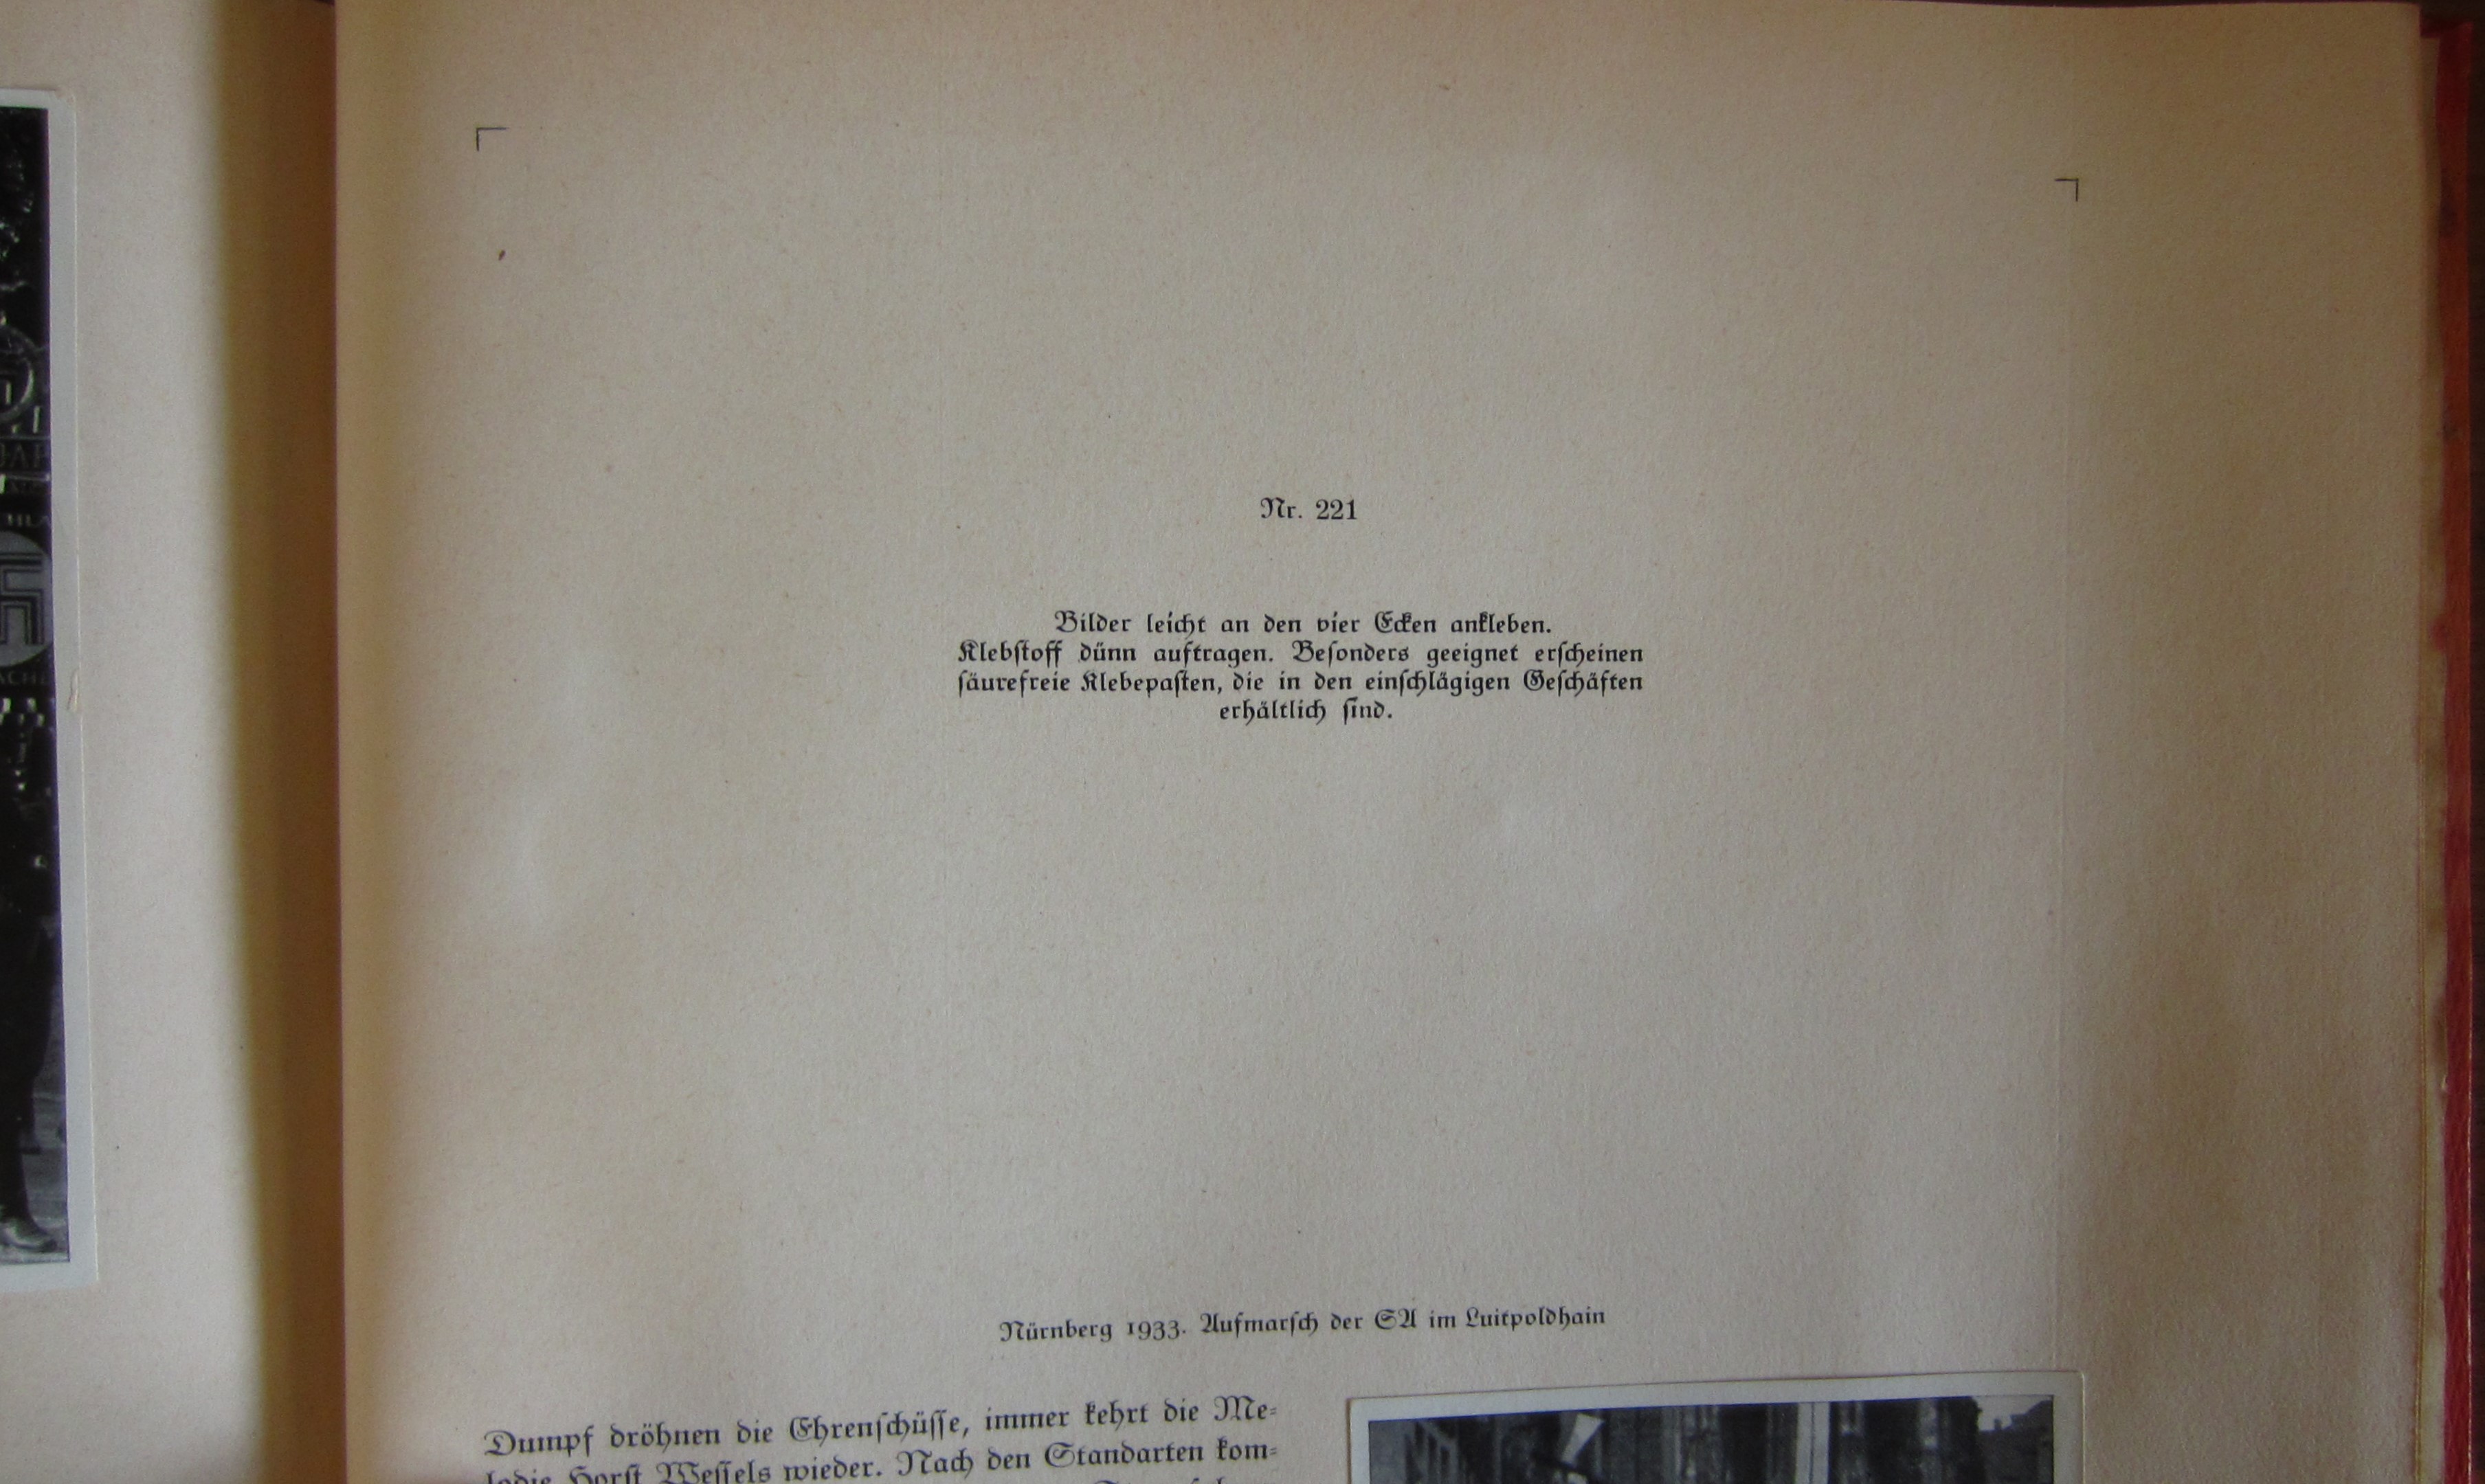 Nr. 221
Bilder leicht an den vier Ecken ankleben.
Klebſtoff dünn auftragen. Beſonders geeignet erſcheinen
ſäurefreie Klebepaſten, die in den einſchlägigen Geſchäften
erhältlich ſind.
Nürnberg 1933. Aufmarſch der SA im Luitpoldhain
Dumpf dröhnen die Ehrenſchüſſe, immer kehrt die Me⸗
lodie Horſt Weſſels wieder. Nach den Standarten kom⸗